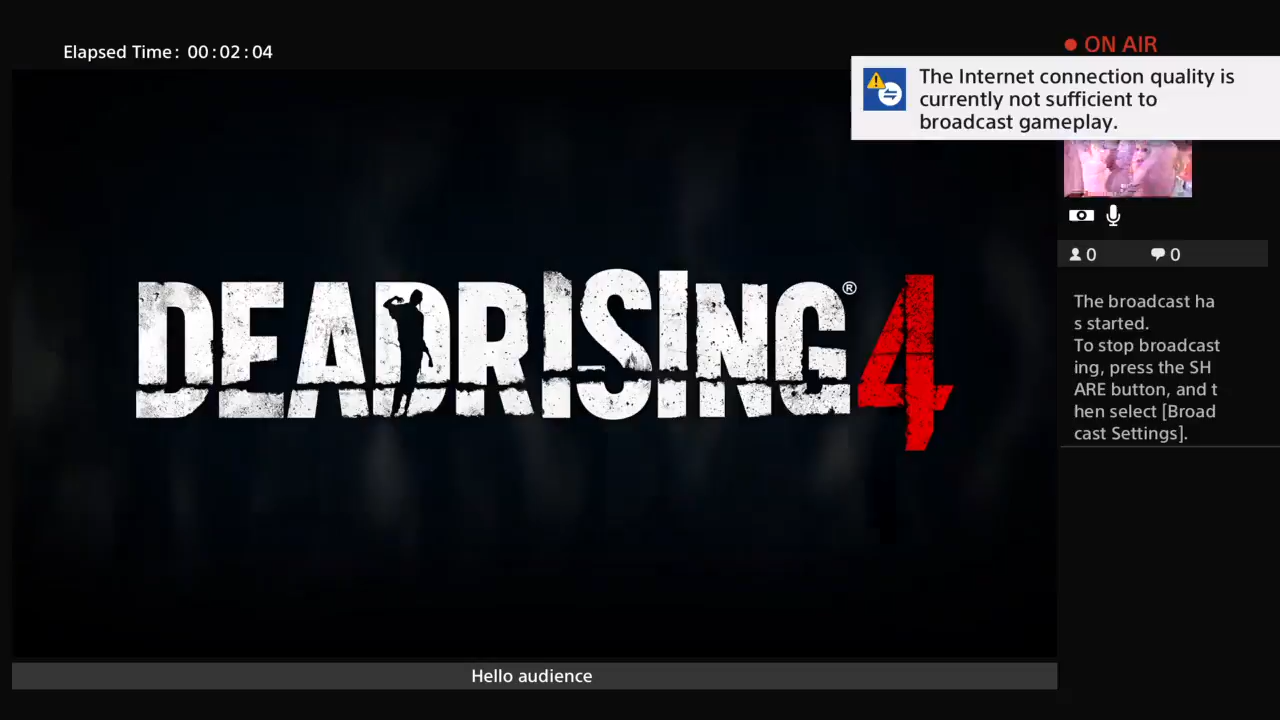 Elapsed Time: 00:02:04
ON AIR
The Internet connection quality is
currently not sufficient to
broadcast gameplay.
0 0
The broadcast ha
s started.
To stop broadcast
ing, press the SH
ARE button, and t
hen select [Broad
cast Settings].
DEADRISING® 4
Hello audience